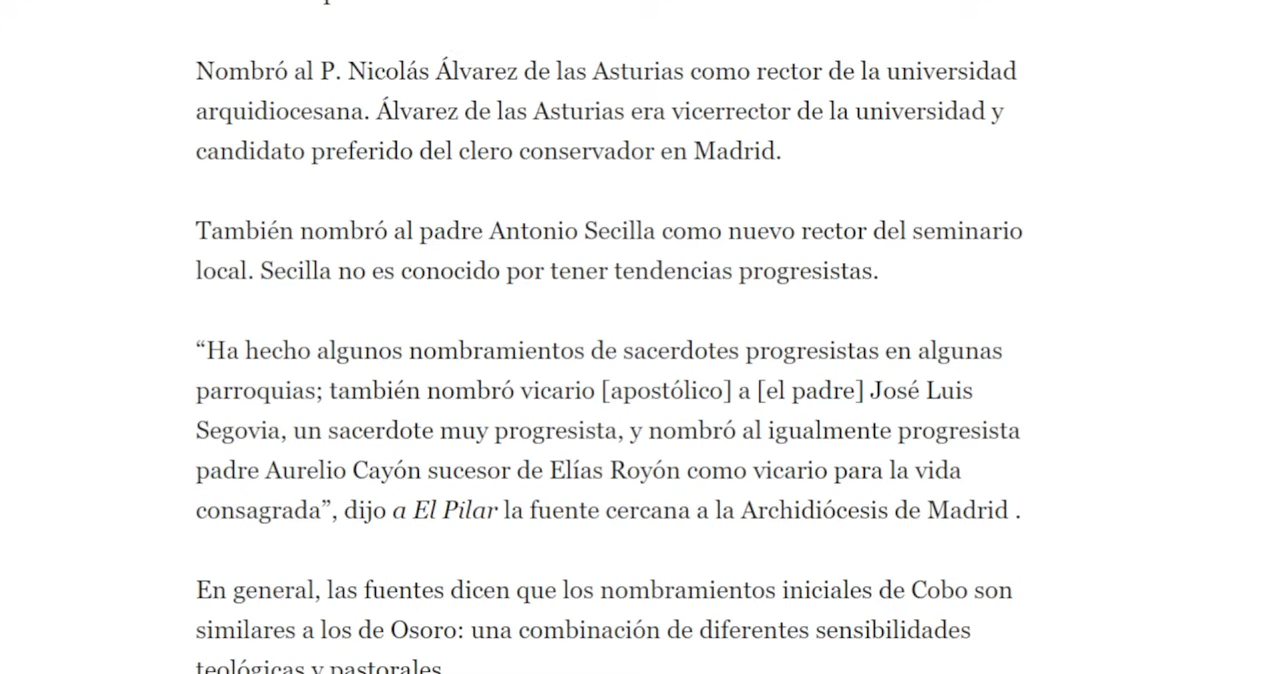 Nombró al P. Nicolás Álvarez de las Asturias como rector de la universidad
arquidiocesana. Álvarez de las Asturias era vicerrector de la universidad y
candidato preferido del clero conservador en Madrid.
También nombró al padre Antonio Secilla como nuevo rector del seminario
local. Secilla no es conocido por tener tendencias progresistas.
“Ha hecho algunos nombramientos de sacerdotes progresistas en algunas
parroquias; también nombró vicario [apostólico] a [el padre] José Luis
Segovia, un sacerdote muy progresista, y nombró al igualmente progresista
padre Aurelio Cayón sucesor de Elías Royón como vicario para la vida
consagrada”, dijo a El Pilar la fuente cercana a la Archidiócesis de Madrid .
En general, las fuentes dicen que los nombramientos iniciales de Cobo son
similares a los de Osoro: una combinación de diferentes sensibilidades
teológicas y pastorales